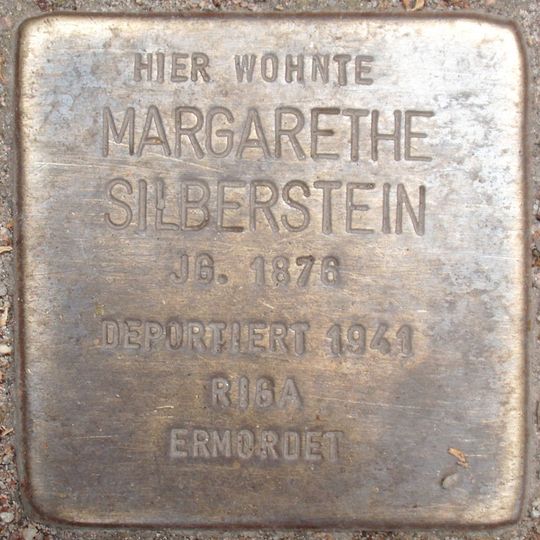 HIER WOHNTE
MARGARETHE
SILBERSTEIN
JG. 1876
DEPORTIERT 1941
RIGA
ERMORDET